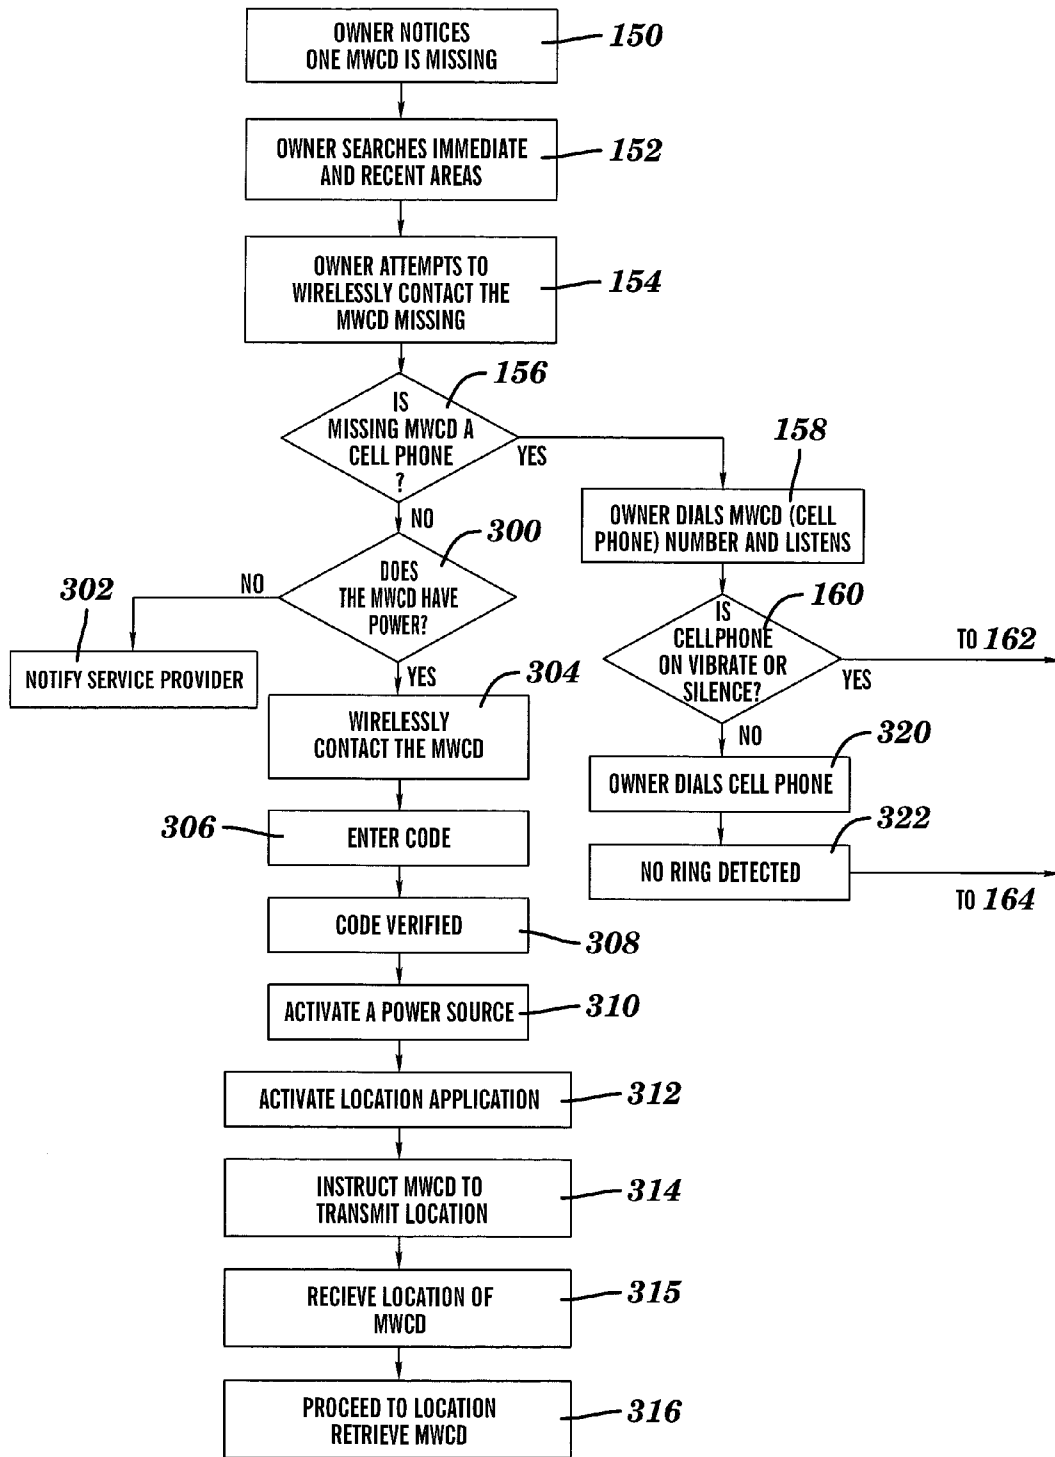 OWNER NOTICES
ONE MWCD IS MISSING
150
OWNER SEARCHES IMMEDIATE
AND RECENT AREAS
152
OWNER ATTEMPTS TO
WIRELESSLY CONTACT THE
MWCD MISSING
154
156
IS
MISSING MWCD A
CELL PHONE
?
YES
NO
158
OWNER DIALS MWCD (CELL
PHONE) NUMBER AND LISTENS
300
DOES
THE MWCD HAVE
POWER?
NO
YES
302
NOTIFY SERVICE PROVIDER
160
IS
CELLPHONE
ON VIBRATE OR
SILENCE?
YES
TO 162
NO
304
WIRELESSLY
CONTACT THE MWCD
320
OWNER DIALS CELL PHONE
306
ENTER CODE
322
NO RING DETECTED
TO 164
CODE VERIFIED
308
ACTIVATE A POWER SOURCE
310
ACTIVATE LOCATION APPLICATION
312
INSTRUCT MWCD TO
TRANSMIT LOCATION
314
RECIEVE LOCATION OF
MWCD
315
PROCEED TO LOCATION
RETRIEVE MWCD
316